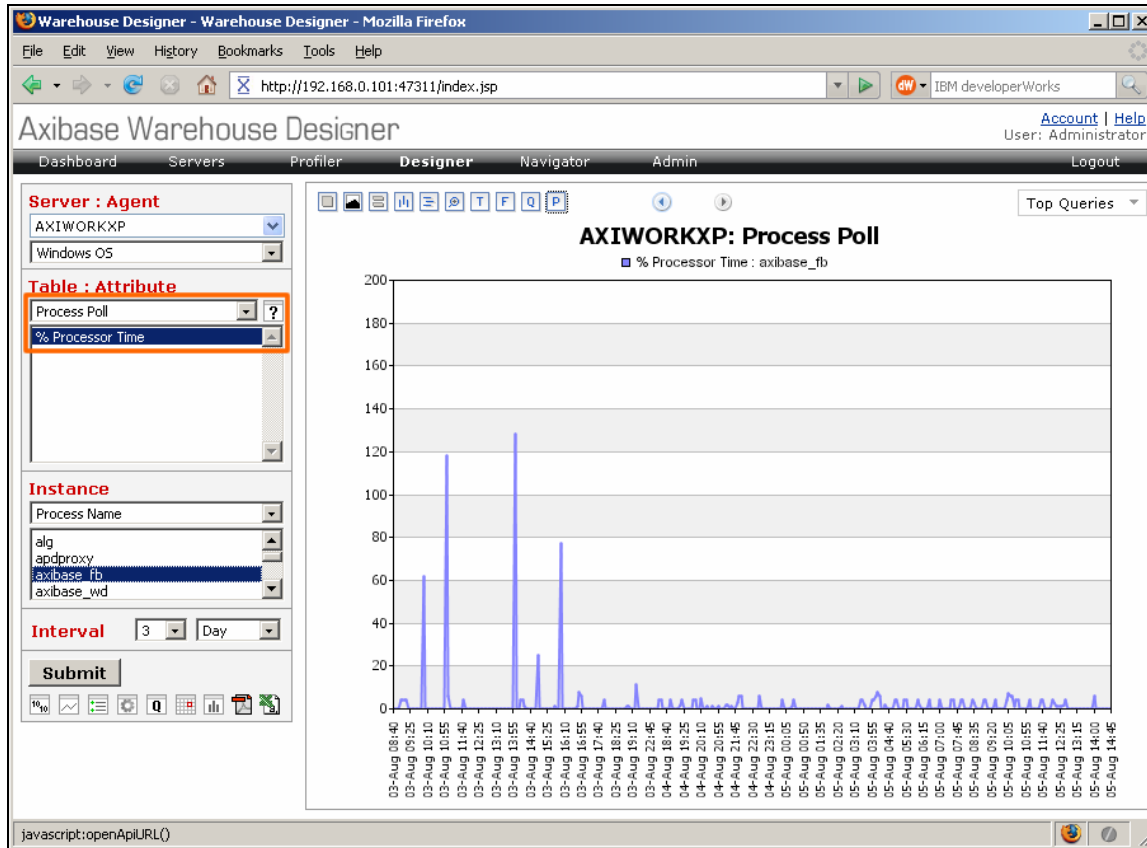 Warehouse Designer - Warehouse Designer - Mozilla Firefox
File Edit View History Bookmarks Tools Help
http://192.168.0.101:47311/index.jsp
dW
IBM developerWorks
Axibase Warehouse Designer
Account | Help
User: Administrator
Dashboard Servers Profiler Designer Navigator Admin Logout
Server : Agent
AXIWORKXP
Windows OS
Table : Attribute
Process Poll
?
% Processor Time
Instance
Process Name
alg
apdproxy
axibase_fb
axibase_wd
Interval 3 Day
Submit
Q
T F Q P
Top Queries
AXIWORKXP: Process Poll
% Processor Time : axibase_fb
200
180
160
140
120
100
80
60
40
20
0
03-Aug 08:40
03-Aug 09:25
03-Aug 10:10
03-Aug 10:55
03-Aug 11:40
03-Aug 12:25
03-Aug 13:10
03-Aug 13:55
03-Aug 14:40
03-Aug 15:25
03-Aug 16:10
03-Aug 16:55
03-Aug 17:40
03-Aug 18:25
03-Aug 19:10
03-Aug 22:45
04-Aug 18:40
04-Aug 19:25
04-Aug 20:10
04-Aug 20:55
04-Aug 21:45
04-Aug 22:30
04-Aug 23:15
05-Aug 00:05
05-Aug 00:50
05-Aug 01:35
05-Aug 02:20
05-Aug 03:10
05-Aug 03:55
05-Aug 04:40
05-Aug 05:30
05-Aug 06:15
05-Aug 07:00
05-Aug 07:45
05-Aug 08:35
05-Aug 09:20
05-Aug 10:05
05-Aug 10:55
05-Aug 11:40
05-Aug 12:25
05-Aug 13:15
05-Aug 14:00
05-Aug 14:45
javascript:openApiURL()